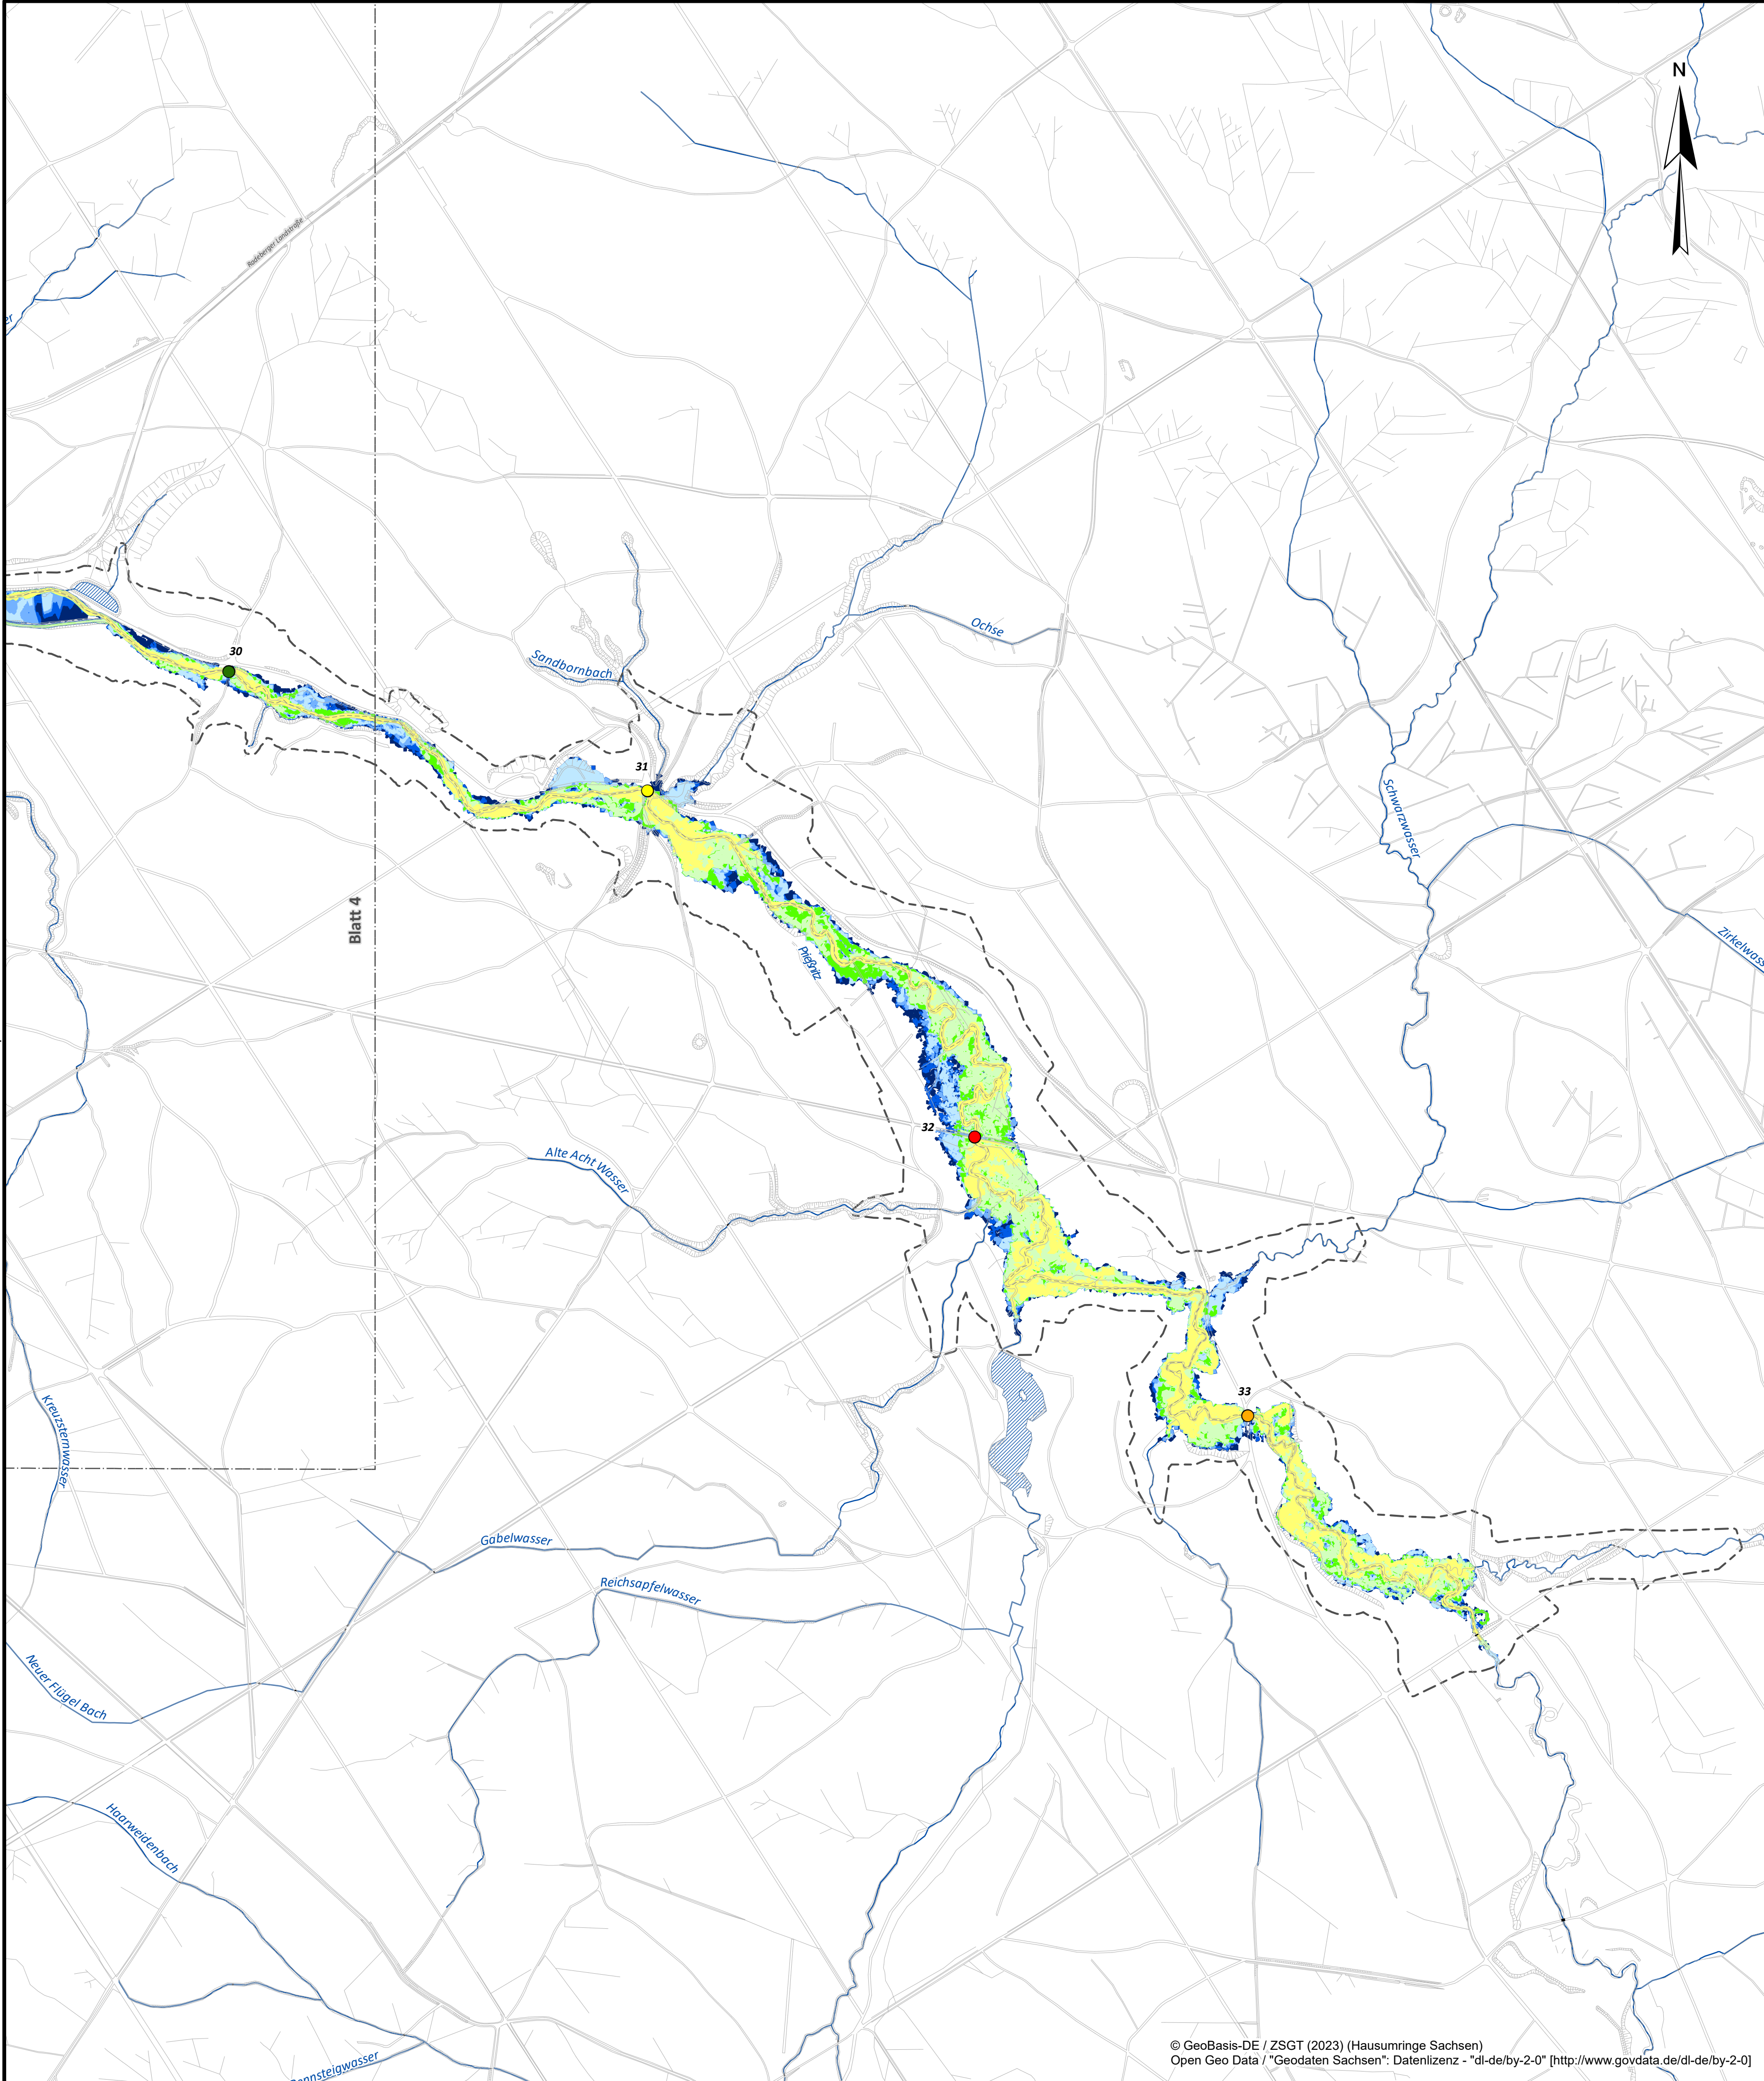 N
Radeberger Landstraße
30
Ochse
Sandbornbach
31
Schwarzwasser
Blatt 4
Prießnitz
32
Alte Acht Wasser
33
Kreuzsternwasser
Gabelwasser
Reichsapfelwasser
Neuer Flügel Bach
Haarweidenbach
© GeoBasis-DE / ZSGT (2023) (Hausumringe Sachsen)
Open Geo Data / "Geodaten Sachsen": Datenlizenz - "dl-de/by-2-0" [http://www.govdata.de/dl-de/by-2-0]